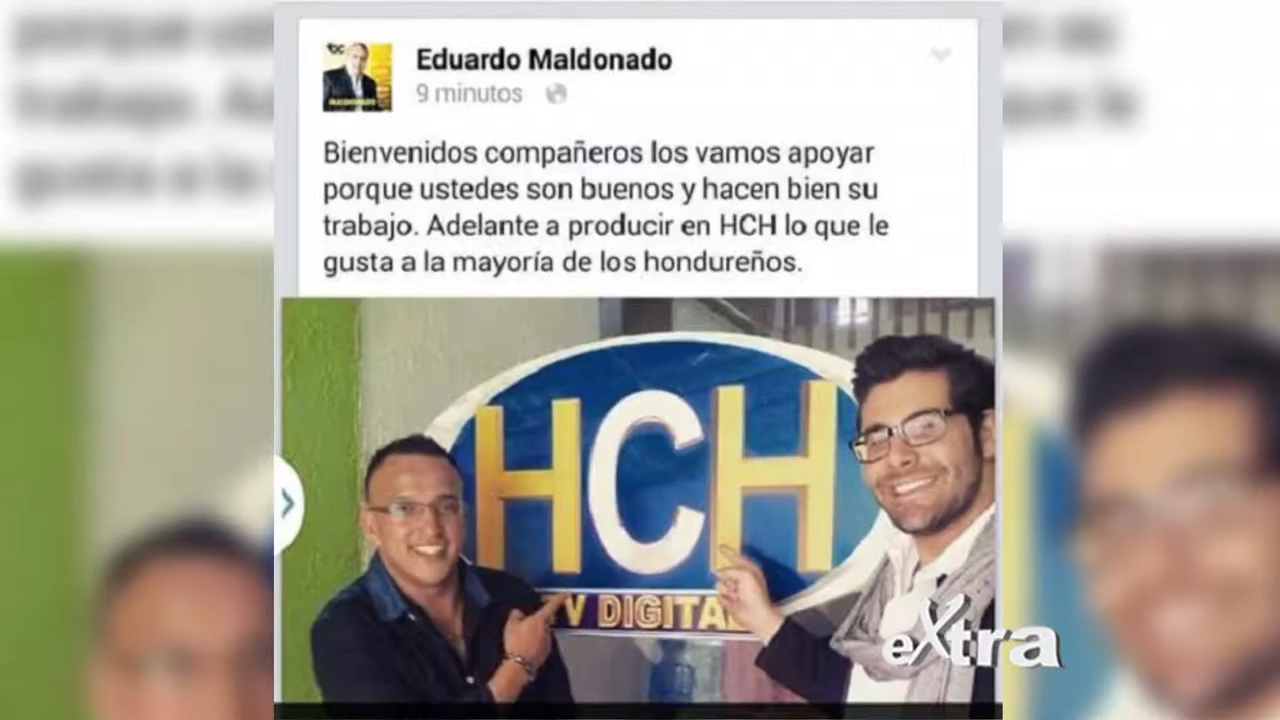 Eduardo Maldonado
9 minutos
Bienvenidos compañeros los vamos apoyar
porque ustedes son buenos y hacen bien su
trabajo. Adelante a producir en HCH lo que le
gusta a la mayoría de los hondureños.
HCH
TV DIGITAL
extra